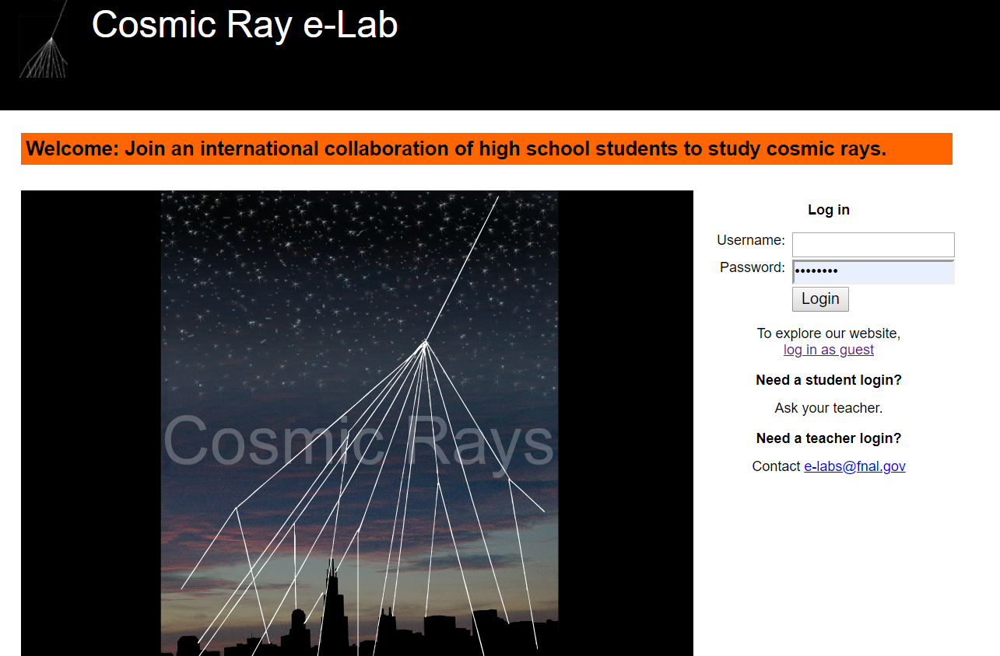 Cosmic Ray e-Lab
Welcome: Join an international collaboration of high school students to study cosmic rays.
Cosmic Rays
Log in
Username:
Password: ••••••••
Login
To explore our website,
log in as guest
Need a student login?
Ask your teacher.
Need a teacher login?
Contact e-labs@fnal.gov